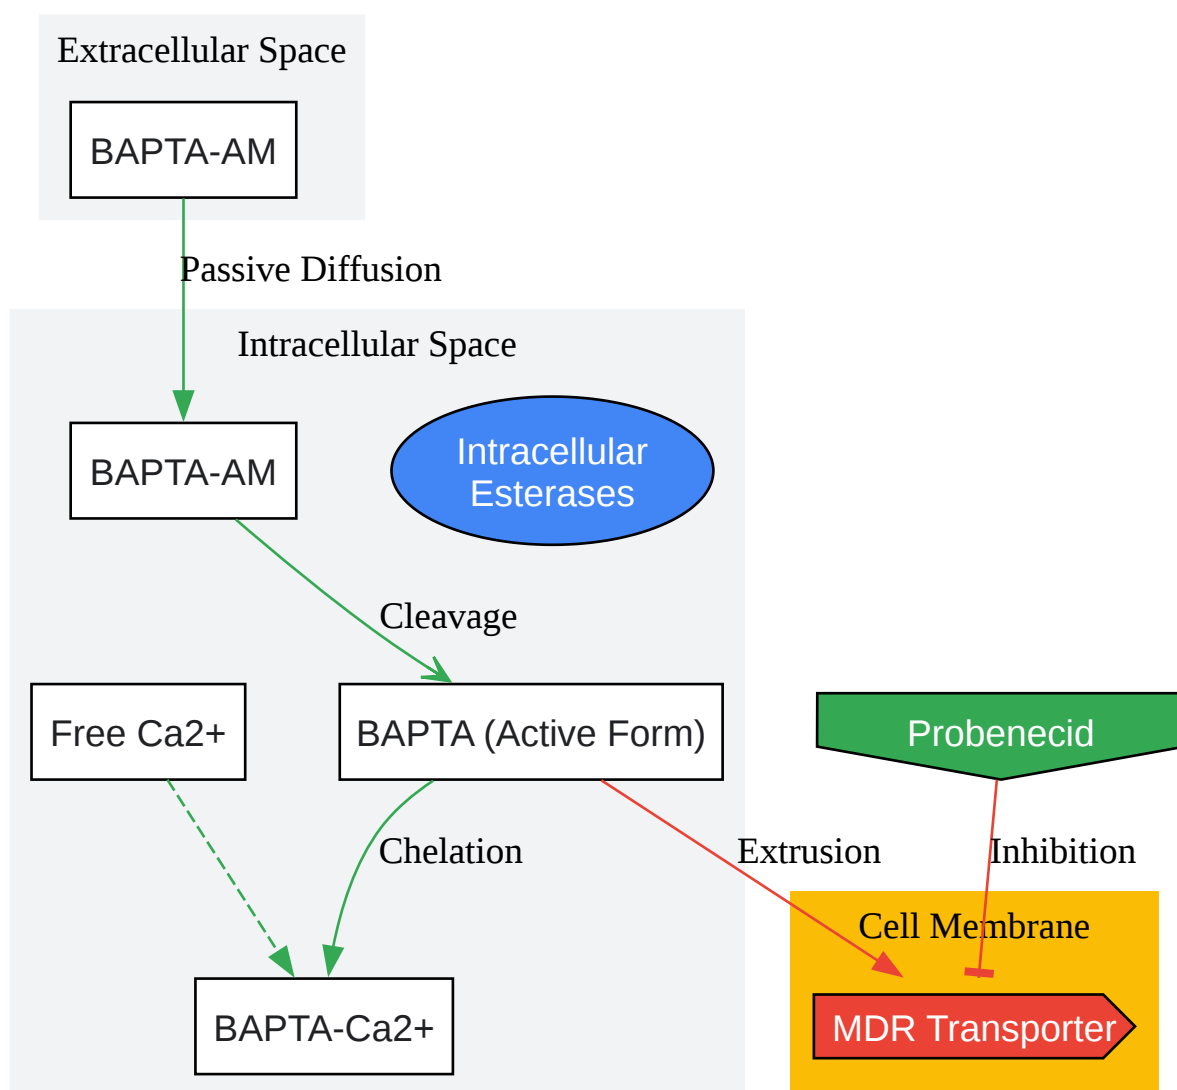 Extracellular Space
BAPTA-AM
Passive Diffusion
Intracellular Space
BAPTA-AM
Intracellular
Esterases
Cleavage
Free Ca2+
BAPTA (Active Form)
Probenecid
Chelation
Extrusion
Inhibition
Cell Membrane
BAPTA-Ca2+
MDR Transporter